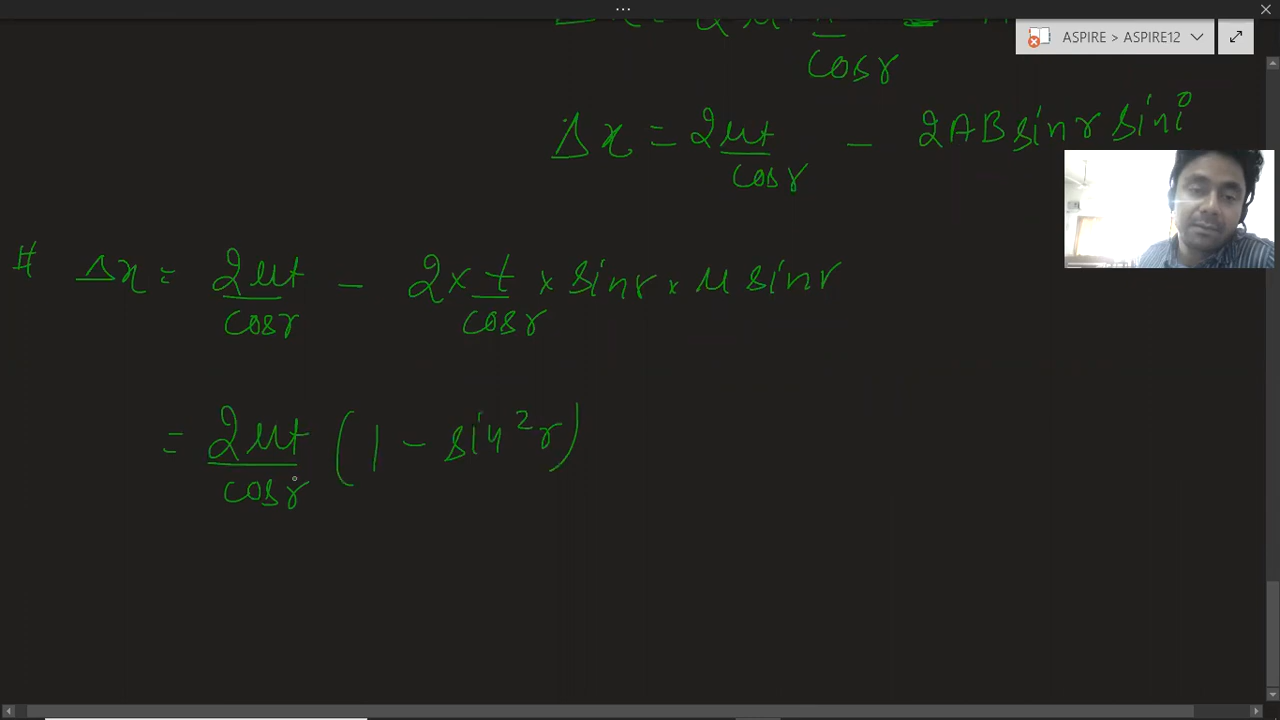 ASPIRE > ASPIRE12
cosr
Δx = 2μt/cosr - 2AB sinr sini
# Δx = 2μt/cosr - 2 × t/cosr × sinr × μ sinr
= 2μt/cosr (1 - sin²r)